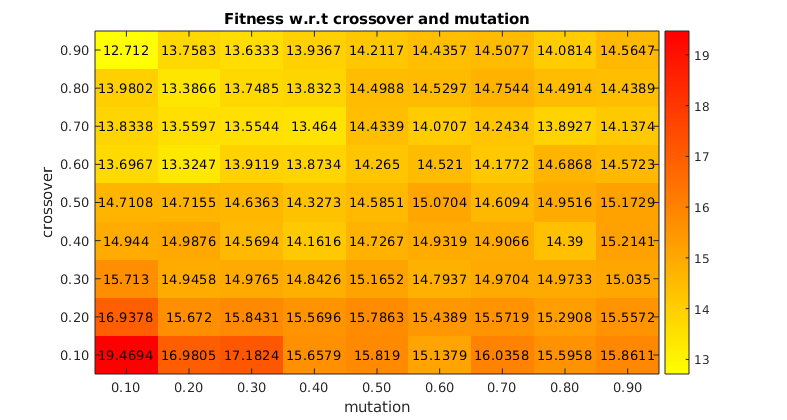 Fitness w.r.t crossover and mutation
0.90 12.712 13.7583 13.6333 13.9367 14.2117 14.4357 14.5077 14.0814 14.5647
0.80 13.9802 13.3866 13.7485 13.8323 14.4988 14.5297 14.7544 14.4914 14.4389
0.70 13.8338 13.5597 13.5544 13.464 14.4339 14.0707 14.2434 13.8927 14.1374
0.60 13.6967 13.3247 13.9119 13.8734 14.265 14.521 14.1772 14.6868 14.5723
0.50 14.7108 14.7155 14.6363 14.3273 14.5851 15.0704 14.6094 14.9516 15.1729
0.40 14.944 14.9876 14.5694 14.1616 14.7267 14.9319 14.9066 14.39 15.2141
0.30 15.713 14.9458 14.9765 14.8426 15.1652 14.7937 14.9704 14.9733 15.035
0.20 16.9378 15.672 15.8431 15.5696 15.7863 15.4389 15.5719 15.2908 15.5572
0.10 19.4694 16.9805 17.1824 15.6579 15.819 15.1379 16.0358 15.5958 15.8611
0.10 0.20 0.30 0.40 0.50 0.60 0.70 0.80 0.90
mutation
crossover
19
18
17
16
15
14
13